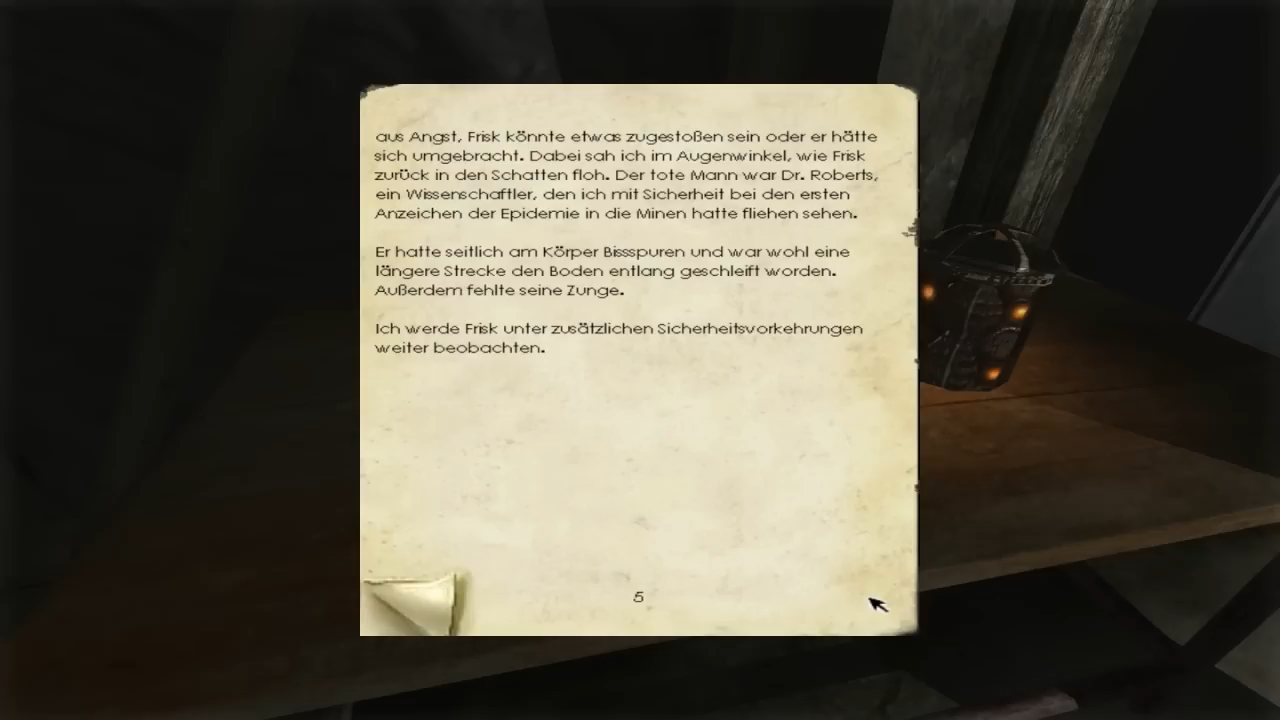 aus Angst, Frisk könnte etwas zugestoßen sein oder er hätte
sich umgebracht. Dabei sah ich im Augenwinkel, wie Frisk
zurück in den Schatten floh. Der tote Mann war Dr. Roberts,
ein Wissenschaftler, den ich mit Sicherheit bei den ersten
Anzeichen der Epidemie in die Minen hatte fliehen sehen.
Er hatte seitlich am Körper Bissspuren und war wohl eine
längere Strecke den Boden entlang geschleift worden.
Außerdem fehlte seine Zunge.
Ich werde Frisk unter zusätzlichen Sicherheitsvorkehrungen
weiter beobachten.
5